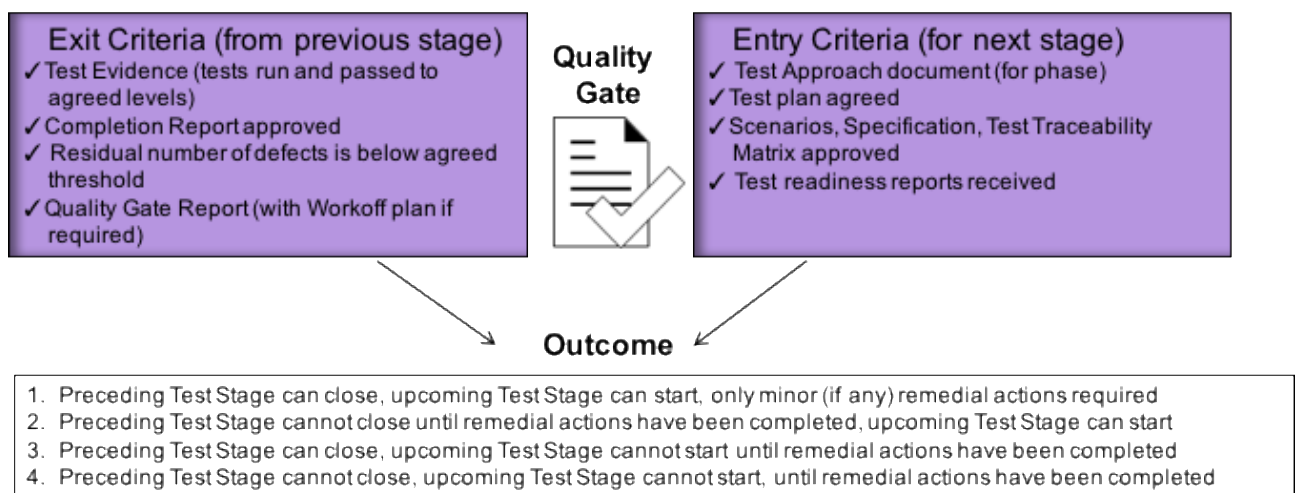 Exit Criteria (from previous stage)
✓ Test Evidence (tests run and passed to
agreed levels)
✓ Completion Report approved
✓ Residual number of defects is below agreed
threshold
✓ Quality Gate Report (with Workoff plan if
required)
Quality
Gate
Entry Criteria (for next stage)
✓ Test Approach document (for phase)
✓ Test plan agreed
✓ Scenarios, Specification, Test Traceability
Matrix approved
✓ Test readiness reports received
Outcome
1. Preceding Test Stage can close, upcoming Test Stage can start, only minor (if any) remedial actions required
2. Preceding Test Stage cannot close until remedial actions have been completed, upcoming Test Stage can start
3. Preceding Test Stage can close, upcoming Test Stage cannot start until remedial actions have been completed
4. Preceding Test Stage cannot close, upcoming Test Stage cannot start, until remedial actions have been completed